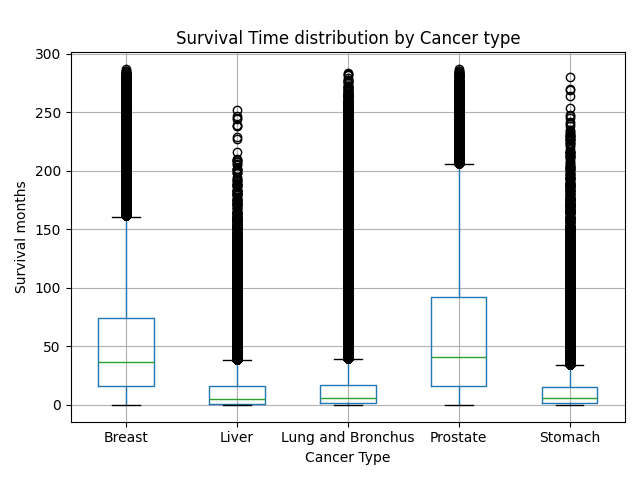 Survival Time distribution by Cancer type
300
250
200
150
100
50
0
Survival months
Breast Liver Lung and Bronchus Prostate Stomach
Cancer Type